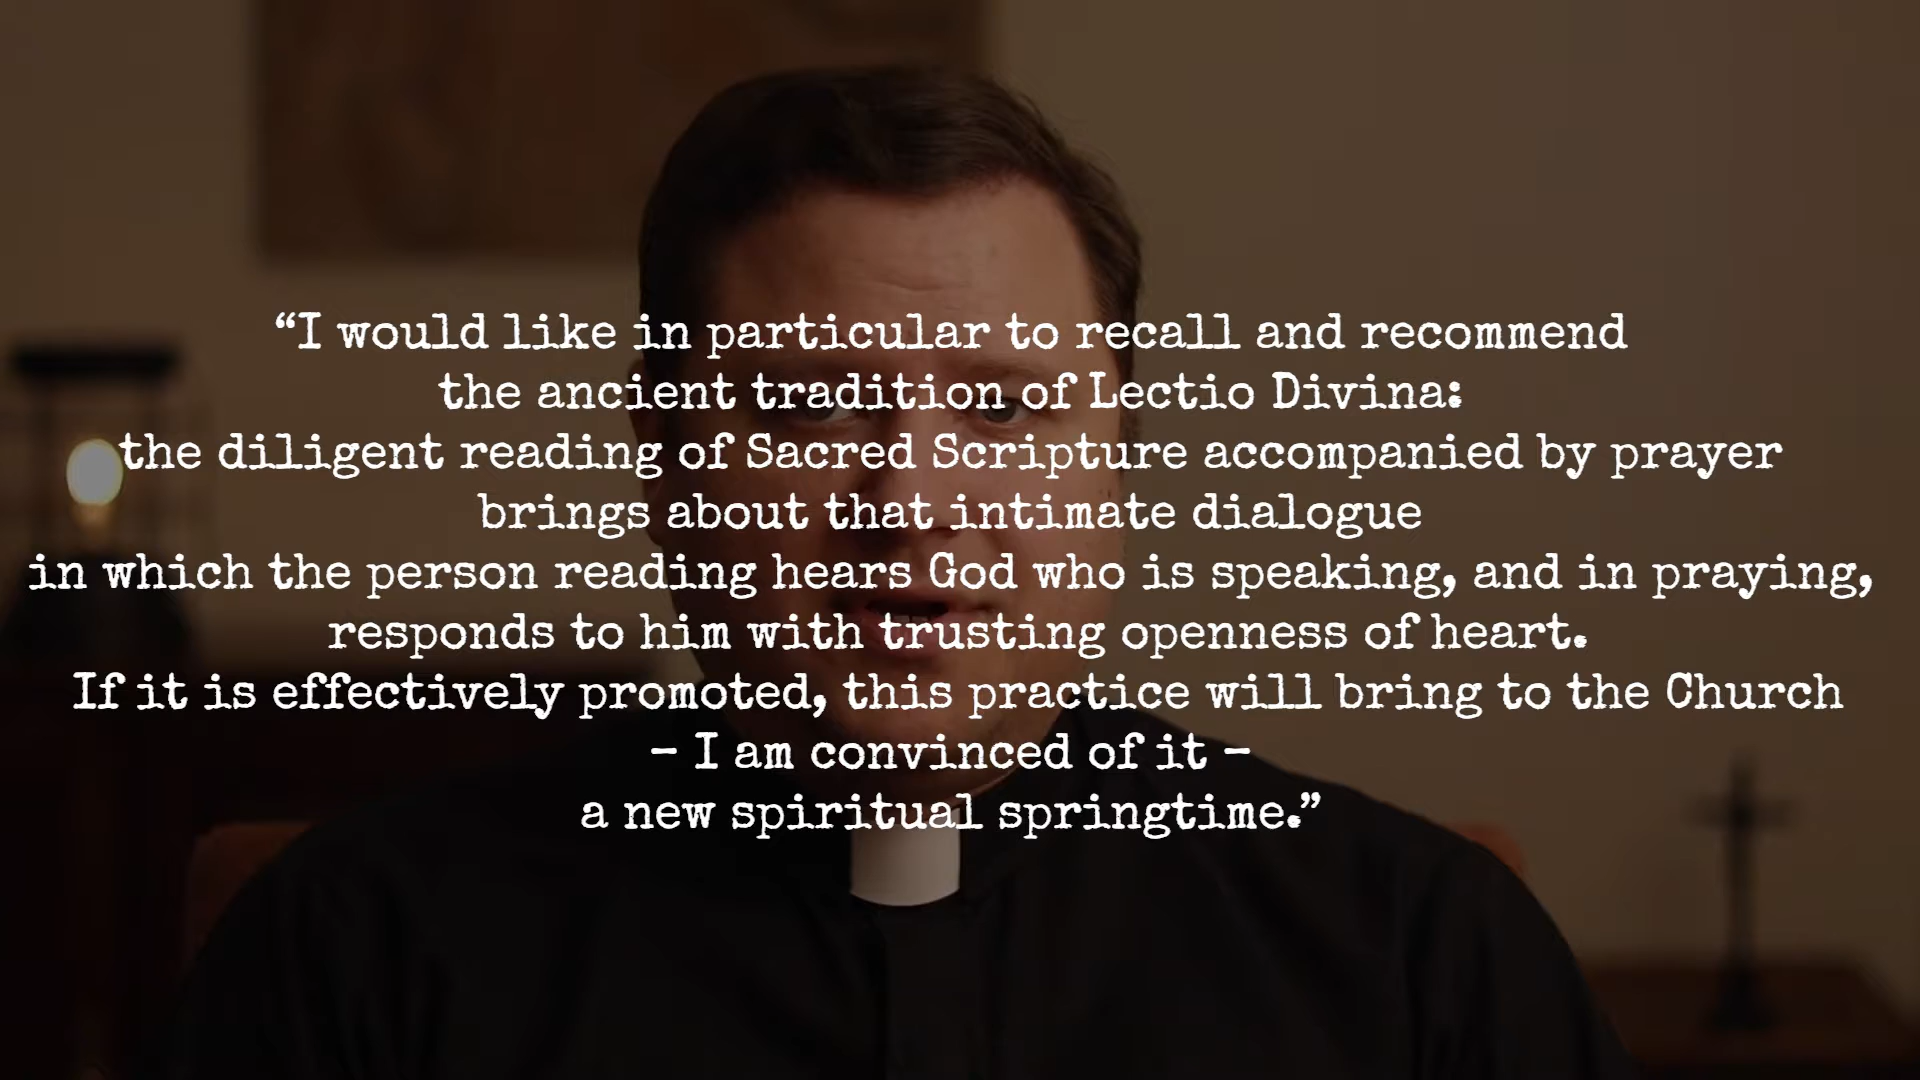 “I would like in particular to recall and recommend
the ancient tradition of Lectio Divina:
the diligent reading of Sacred Scripture accompanied by prayer
brings about that intimate dialogue
in which the person reading hears God who is speaking, and in praying,
responds to him with trusting openness of heart.
If it is effectively promoted, this practice will bring to the Church
– I am convinced of it –
a new spiritual springtime.”